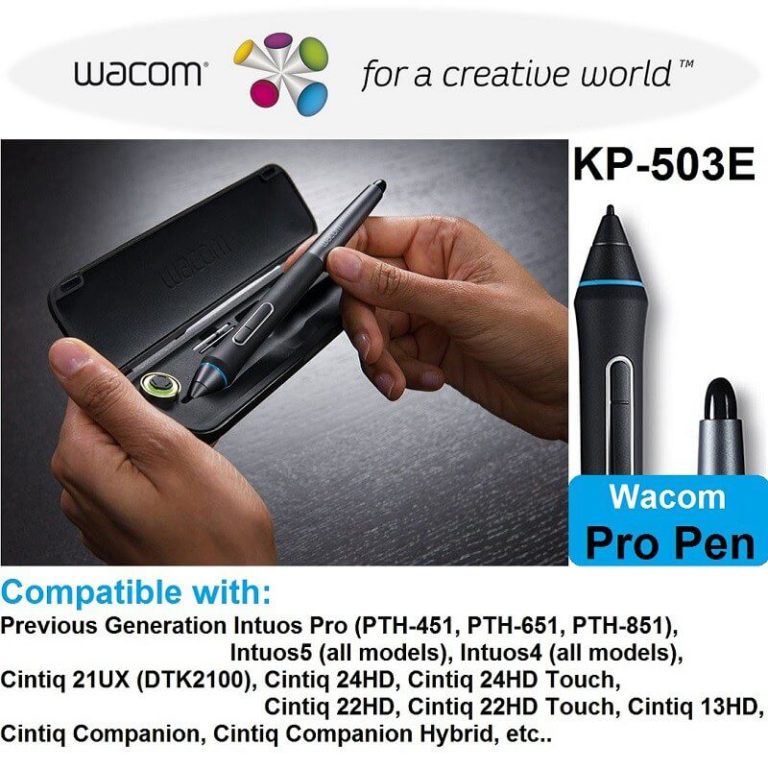 wacom®
for a creative world™
KP-503E
wacom
wacom
Wacom
Pro Pen
Compatible with:
Previous Generation Intuos Pro (PTH-451, PTH-651, PTH-851),
Intuos5 (all models), Intuos4 (all models),
Cintiq 21UX (DTK2100), Cintiq 24HD, Cintiq 24HD Touch,
Cintiq 22HD, Cintiq 22HD Touch, Cintiq 13HD,
Cintiq Companion, Cintiq Companion Hybrid, etc..